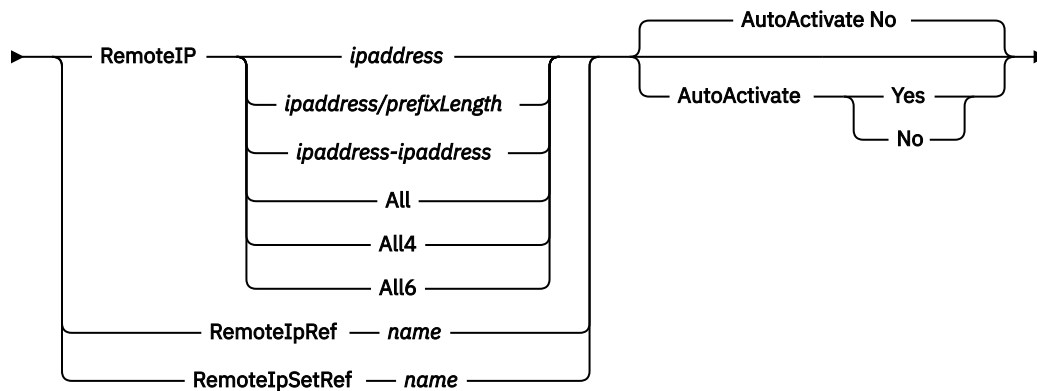 AutoActivate No
RemoteIP ipaddress
ipaddress/prefixLength
AutoActivate Yes
No
ipaddress-ipaddress
All
All4
All6
RemoteIpRef name
RemoteIpSetRef name